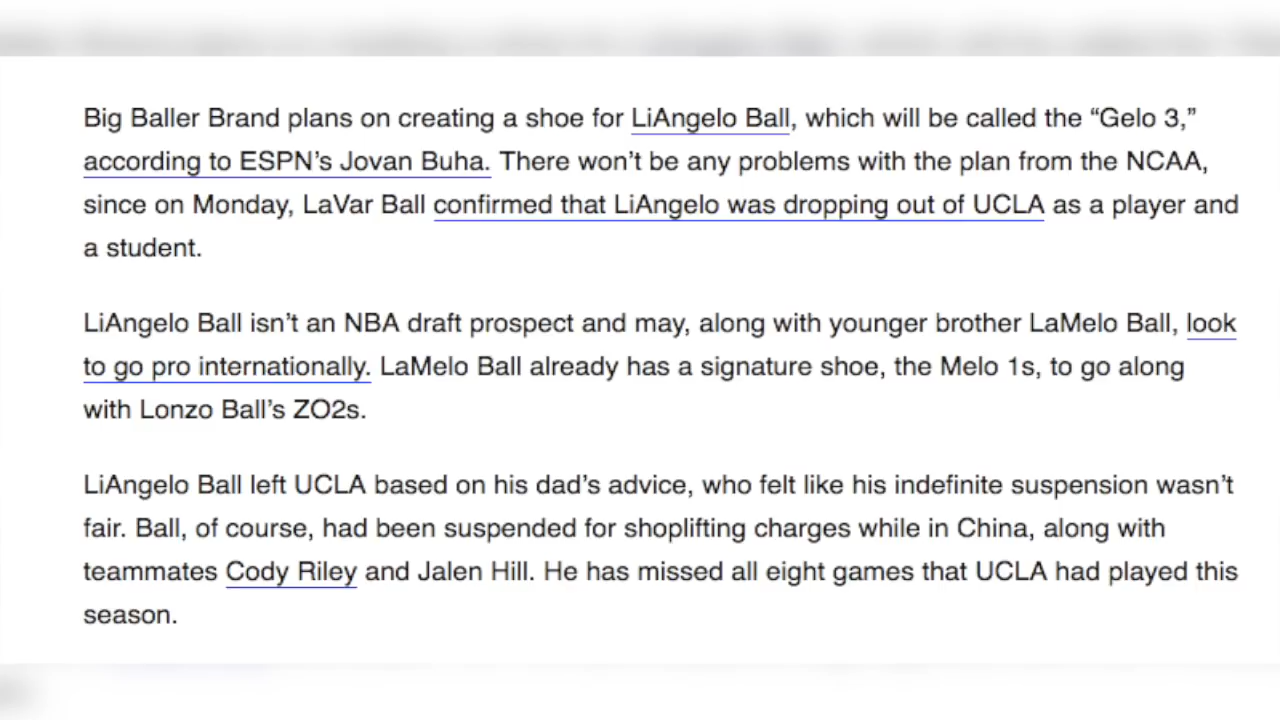 Big Baller Brand plans on creating a shoe for LiAngelo Ball, which will be called the “Gelo 3,”
according to ESPN’s Jovan Buha. There won’t be any problems with the plan from the NCAA,
since on Monday, LaVar Ball confirmed that LiAngelo was dropping out of UCLA as a player and
a student.
LiAngelo Ball isn’t an NBA draft prospect and may, along with younger brother LaMelo Ball, look
to go pro internationally. LaMelo Ball already has a signature shoe, the Melo 1s, to go along
with Lonzo Ball’s ZO2s.
LiAngelo Ball left UCLA based on his dad’s advice, who felt like his indefinite suspension wasn’t
fair. Ball, of course, had been suspended for shoplifting charges while in China, along with
teammates Cody Riley and Jalen Hill. He has missed all eight games that UCLA had played this
season.